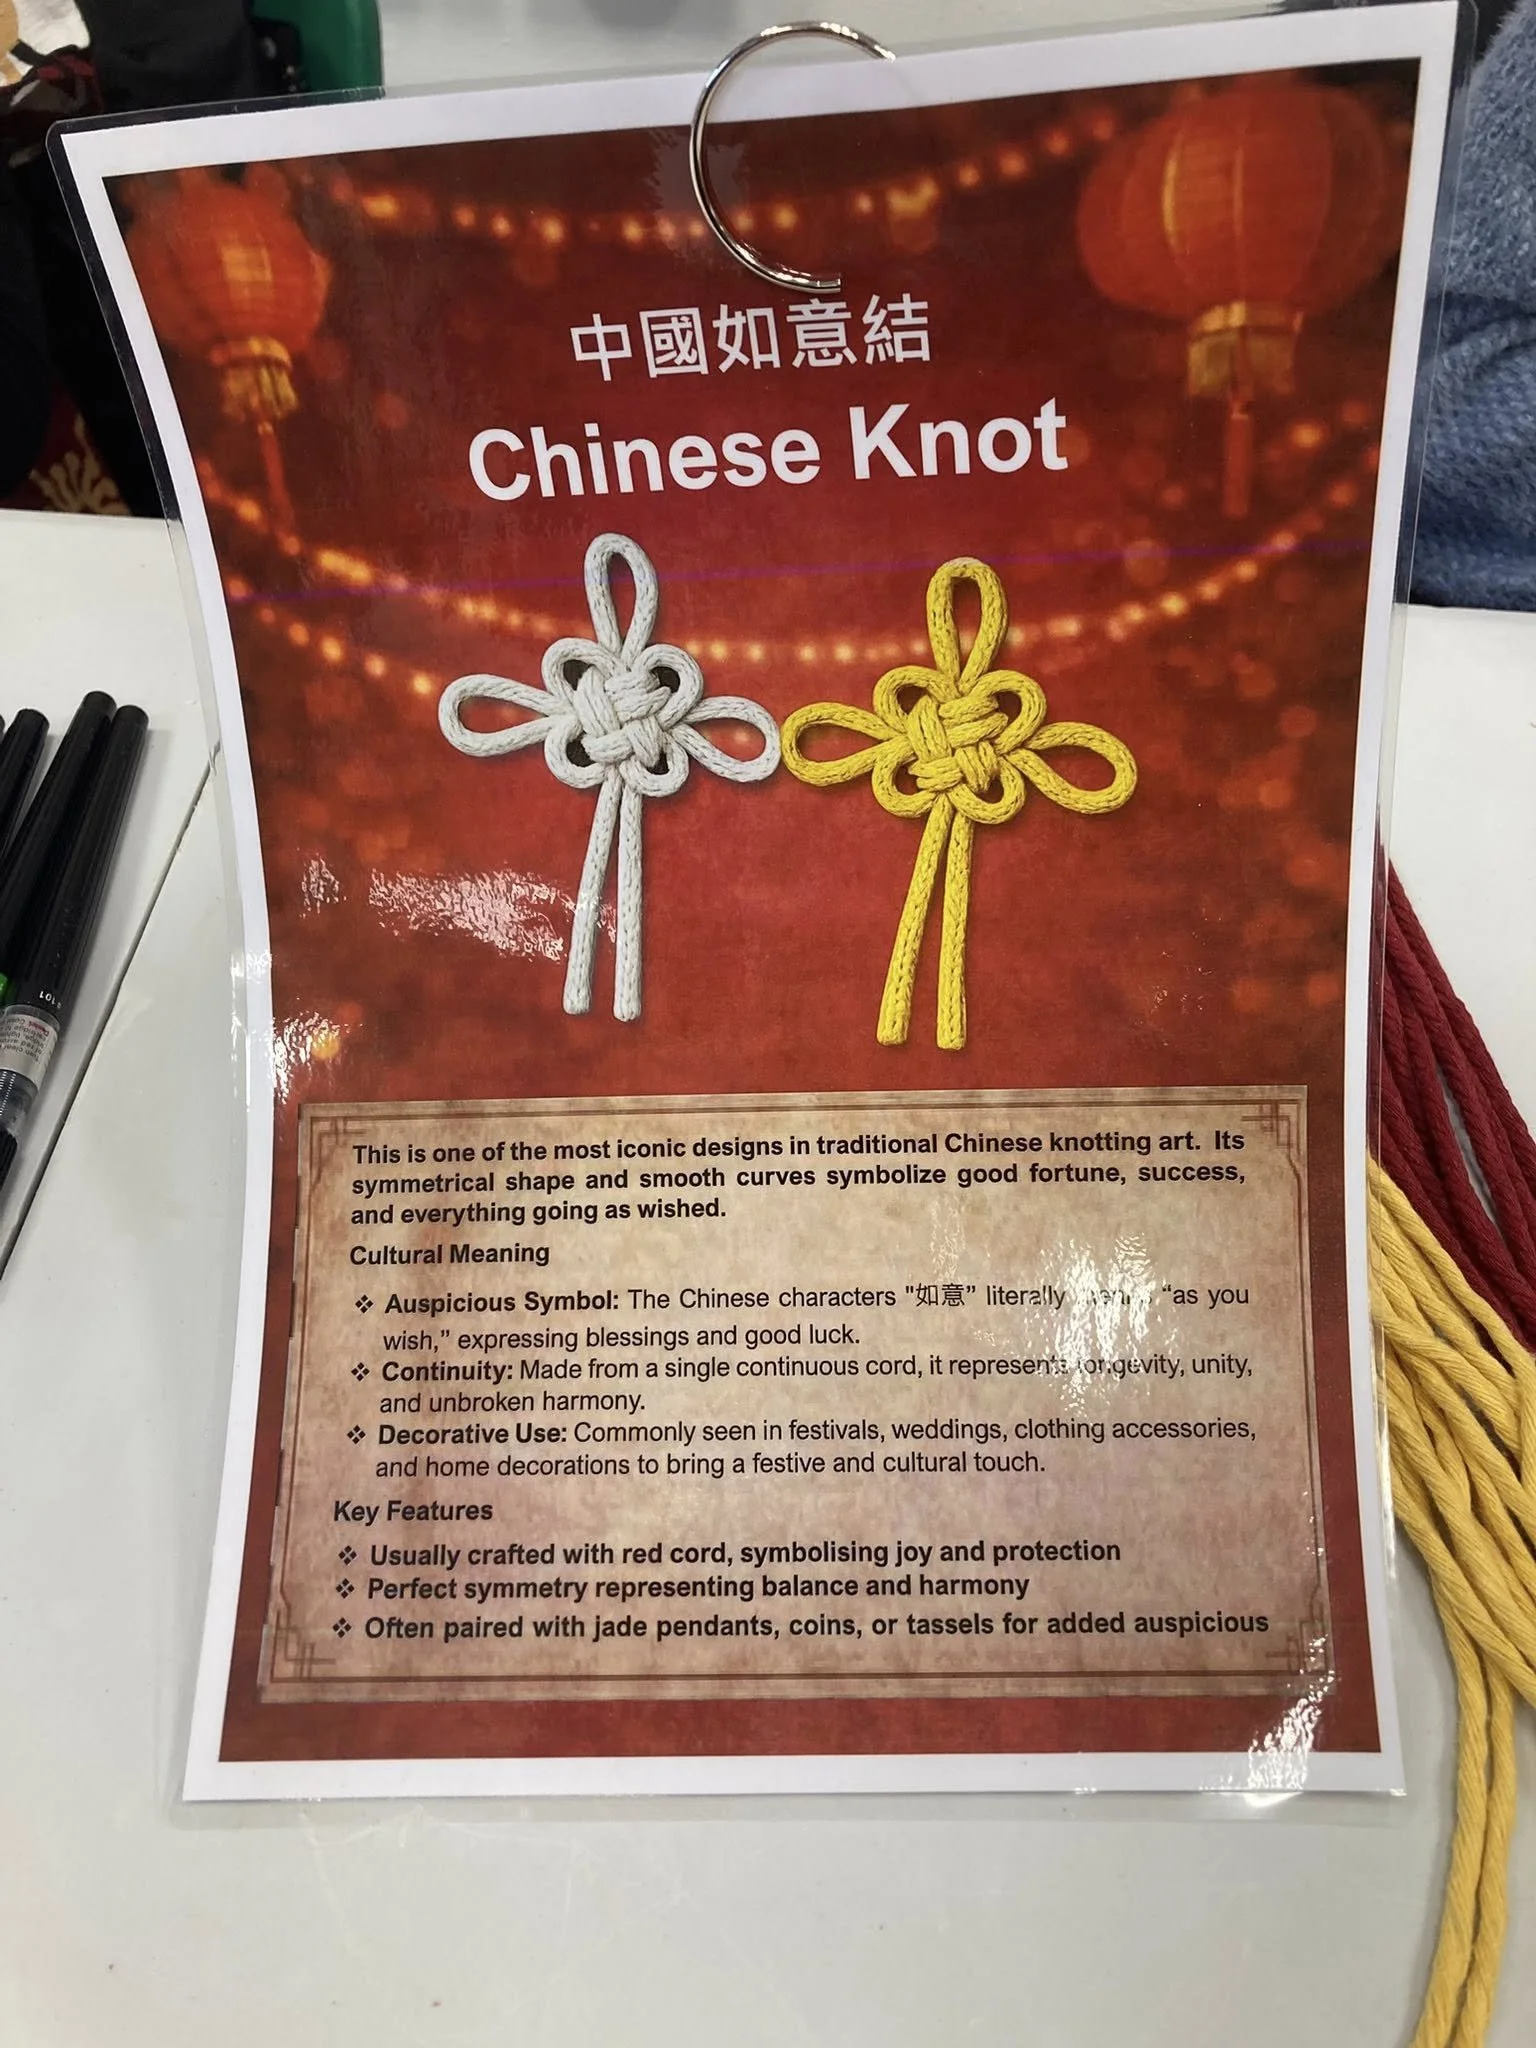 中國如意結
Chinese Knot
This is one of the most iconic designs in traditional Chinese knotting art. Its
symmetrical shape and smooth curves symbolize good fortune, success,
and everything going as wished.
Cultural Meaning
❖ Auspicious Symbol: The Chinese characters "如意” literally “as you
wish,” expressing blessings and good luck.
❖ Continuity: Made from a single continuous cord, it represents longevity, unity,
and unbroken harmony.
❖ Decorative Use: Commonly seen in festivals, weddings, clothing accessories,
and home decorations to bring a festive and cultural touch.
Key Features
❖ Usually crafted with red cord, symbolising joy and protection
❖ Perfect symmetry representing balance and harmony
❖ Often paired with jade pendants, coins, or tassels for added auspicious
101